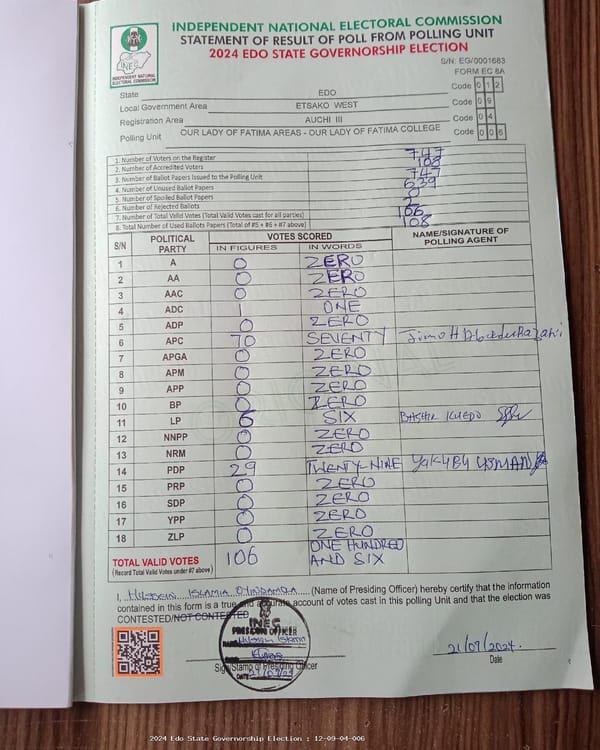 INDEPENDENT NATIONAL ELECTORAL COMMISSION
STATEMENT OF RESULT OF POLL FROM POLLING UNIT
2024 EDO STATE GOVERNORSHIP ELECTION
INEC
INDEPENDENT NATIONAL ELECTORAL COMMISSION
S/N: EG/0001683
FORM EC 8A
State EDO Code 0 1 2
Local Government Area ETSAKO WEST Code 0 9
Registration Area AUCHI III Code 0 4
Polling Unit OUR LADY OF FATIMA AREAS - OUR LADY OF FATIMA COLLEGE Code 0 0 6
1. Number of Voters on the Register 747
2. Number of Accredited Voters 108
3. Number of Ballot Papers Issued to the Polling Unit 747
4. Number of Unused Ballot Papers 639
5. Number of Spoiled Ballot Papers 0
6. Number of Rejected Ballots 2
7. Number of Total Valid Votes (Total Valid Votes cast for all parties) 106
8. Total Number of Used Ballots Papers (Total of #5 + #6 + #7 above) 108
S/N POLITICAL PARTY VOTES SCORED NAME/SIGNATURE OF POLLING AGENT
IN FIGURES IN WORDS
1 A 0 ZERO
2 AA 0 ZERO
3 AAC 0 ZERO
4 ADC 1 ONE
5 ADP 0 ZERO
6 APC 70 SEVENTY Jimoh
7 APGA 0 ZERO
8 APM 0 ZERO
9 APP 0 ZERO
10 BP 0 ZERO
11 LP 6 SIX BASHIR
12 NNPP 0 ZERO
13 NRM 0 ZERO
14 PDP 29 TWENTY-NINE YAKUBU USMAN
15 PRP 0 ZERO
16 SDP 0 ZERO
17 YPP 0 ZERO
18 ZLP 0 ZERO
TOTAL VALID VOTES 106 ONE HUNDRED AND SIX
(Record Total Valid Votes under #7 above)
I, ISLAMIA (Name of Presiding Officer) hereby certify that the information
contained in this form is a true and accurate account of votes cast in this polling Unit and that the election was
CONTESTED/NOT CONTESTED
INEC
PRESIDING OFFICER
Sign/Stamp of Presiding Officer
DATE
21/09/2024
Date
2024 Edo State Governorship Election : 12-09-04-006